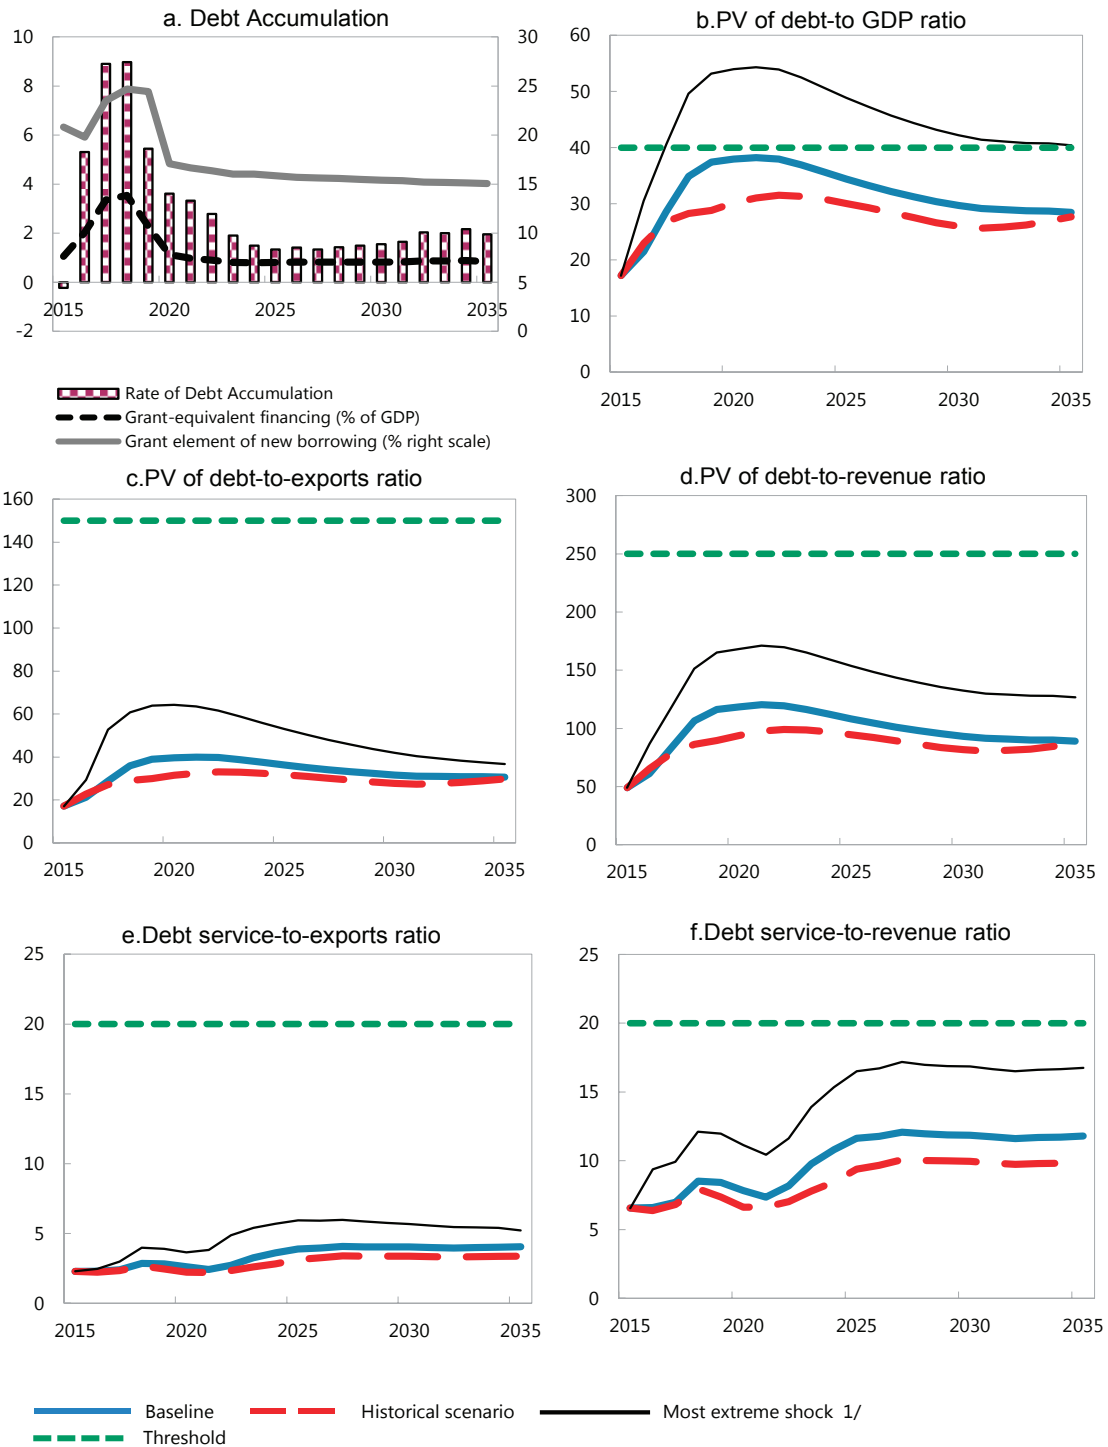 a. Debt Accumulation
10
8
6
4
2
0
-2
30
25
20
15
10
5
0
2015 2020 2025 2030 2035
Rate of Debt Accumulation
Grant-equivalent financing (% of GDP)
Grant element of new borrowing (% right scale)
b.PV of debt-to GDP ratio
60
50
40
30
20
10
0
2015 2020 2025 2030 2035
c.PV of debt-to-exports ratio
160
140
120
100
80
60
40
20
0
2015 2020 2025 2030 2035
d.PV of debt-to-revenue ratio
300
250
200
150
100
50
0
2015 2020 2025 2030 2035
e.Debt service-to-exports ratio
25
20
15
10
5
0
2015 2020 2025 2030 2035
f.Debt service-to-revenue ratio
25
20
15
10
5
0
2015 2020 2025 2030 2035
Baseline Historical scenario Most extreme shock 1/
Threshold